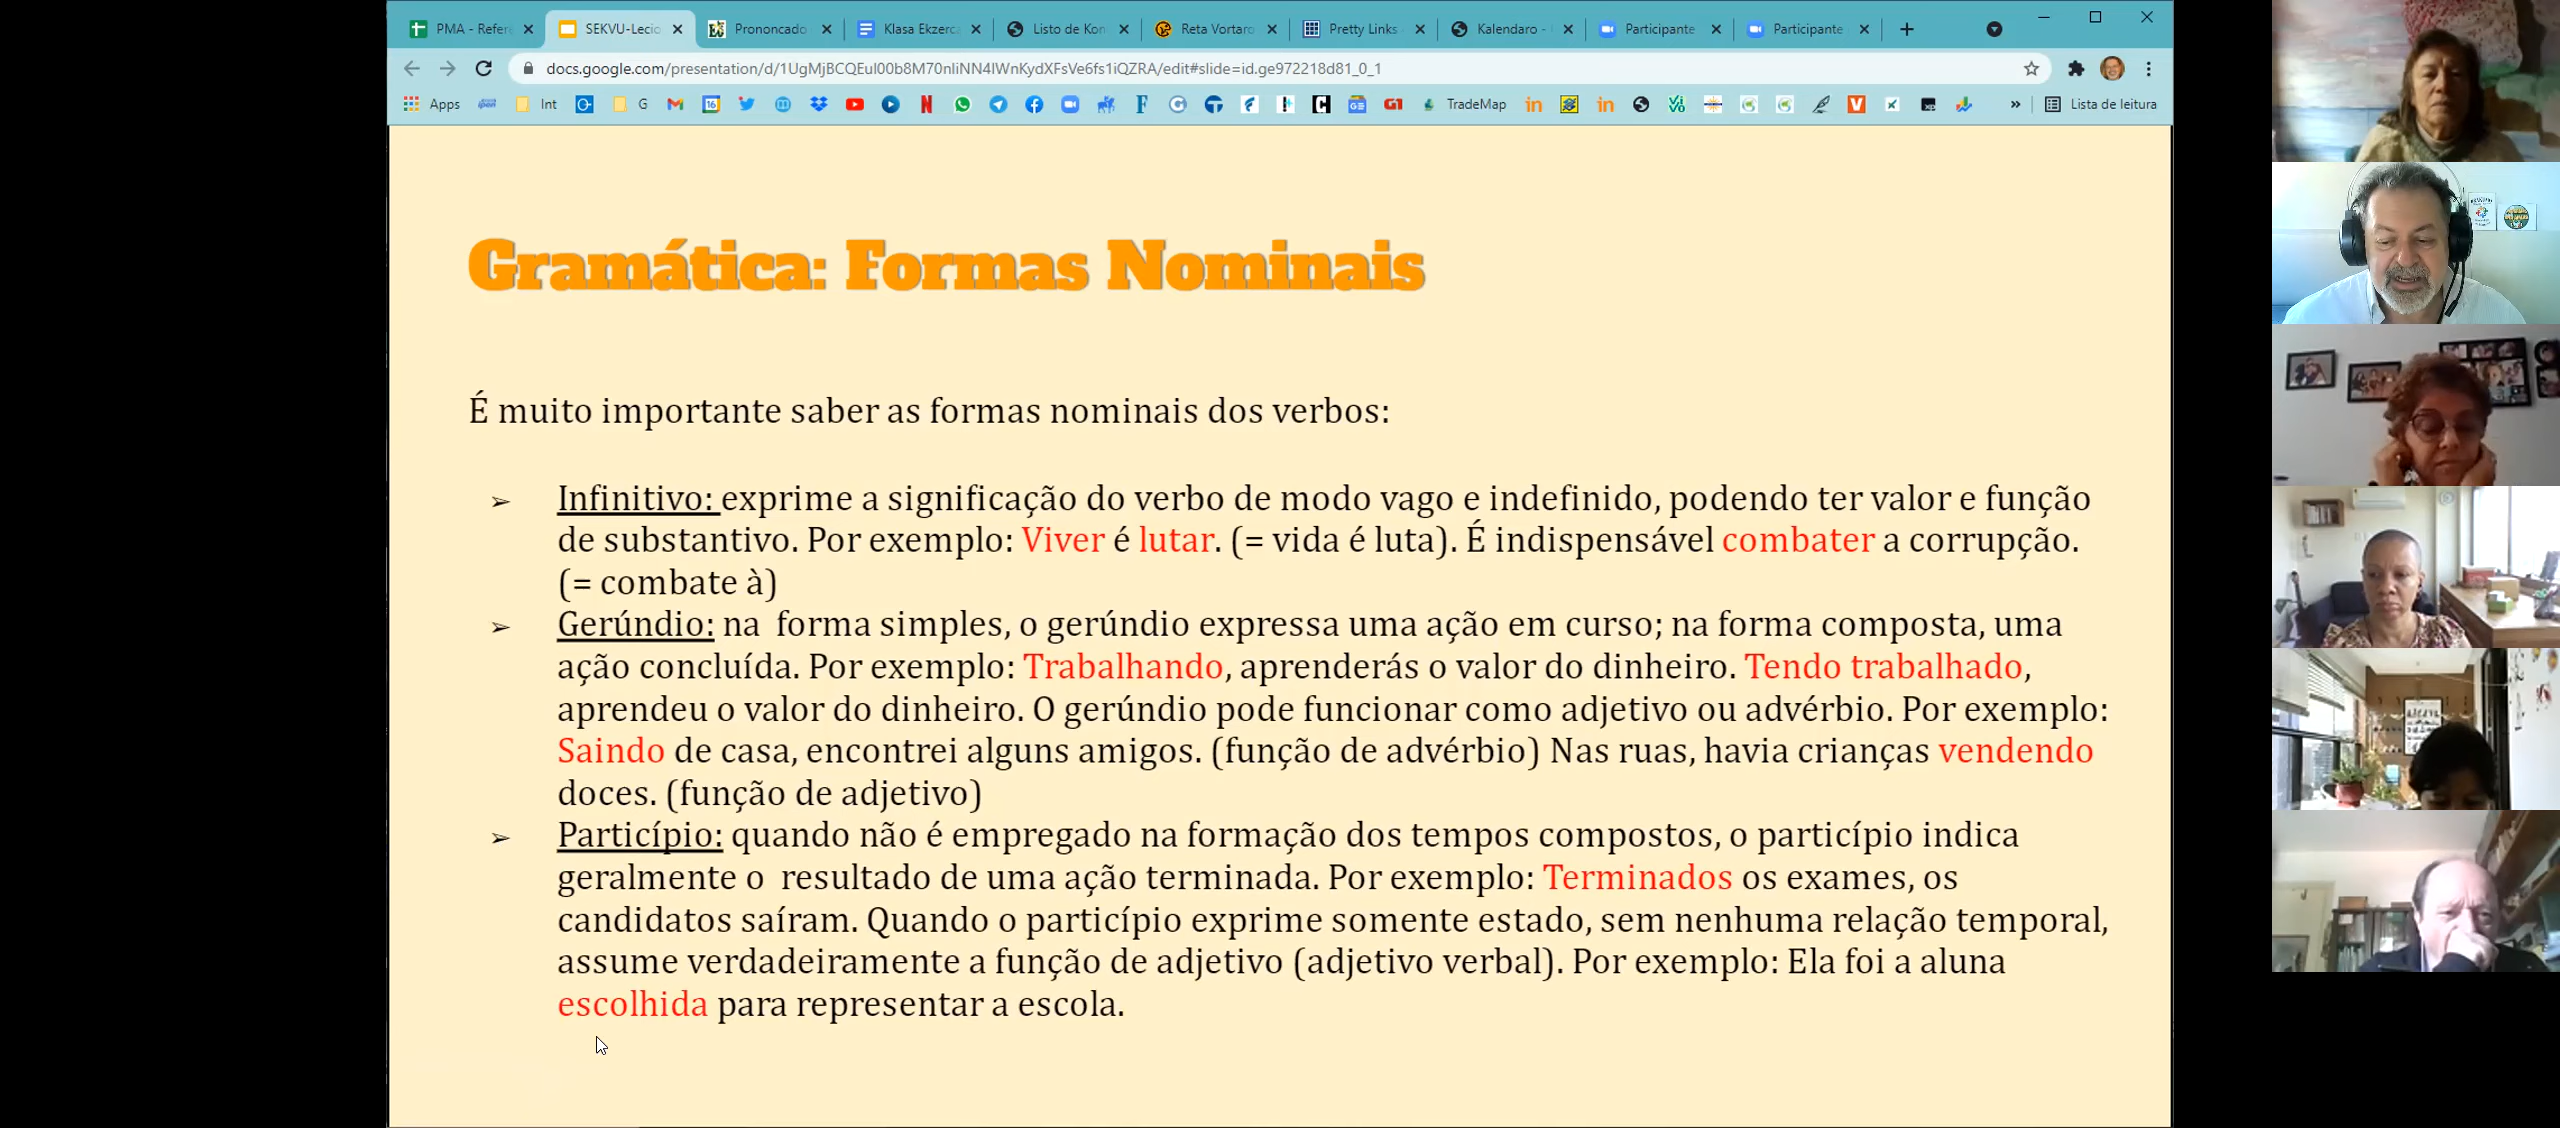 PMA - Refere
SEKVU-Lecio
Prononcado
Klasa Ekzerca
Listo de Kon
Reta Vortaro
Pretty Links
Kalendaro -
Participante
Participante
docs.google.com/presentation/d/1UgMjBCQEul00b8M70nliNN4lWnKydXFsVe6fs1iQZRA/edit#slide=id.ge972218d81_0_1
Apps
Int
G
TradeMap
» Lista de leitura
Gramática: Formas Nominais
É muito importante saber as formas nominais dos verbos:
➢ Infinitivo: exprime a significação do verbo de modo vago e indefinido, podendo ter valor e função
de substantivo. Por exemplo: Viver é lutar. (= vida é luta). É indispensável combater a corrupção.
(= combate à)
➢ Gerúndio: na forma simples, o gerúndio expressa uma ação em curso; na forma composta, uma
ação concluída. Por exemplo: Trabalhando, aprenderás o valor do dinheiro. Tendo trabalhado,
aprendeu o valor do dinheiro. O gerúndio pode funcionar como adjetivo ou advérbio. Por exemplo:
Saindo de casa, encontrei alguns amigos. (função de advérbio) Nas ruas, havia crianças vendendo
doces. (função de adjetivo)
➢ Particípio: quando não é empregado na formação dos tempos compostos, o particípio indica
geralmente o resultado de uma ação terminada. Por exemplo: Terminados os exames, os
candidatos saíram. Quando o particípio exprime somente estado, sem nenhuma relação temporal,
assume verdadeiramente a função de adjetivo (adjetivo verbal). Por exemplo: Ela foi a aluna
escolhida para representar a escola.